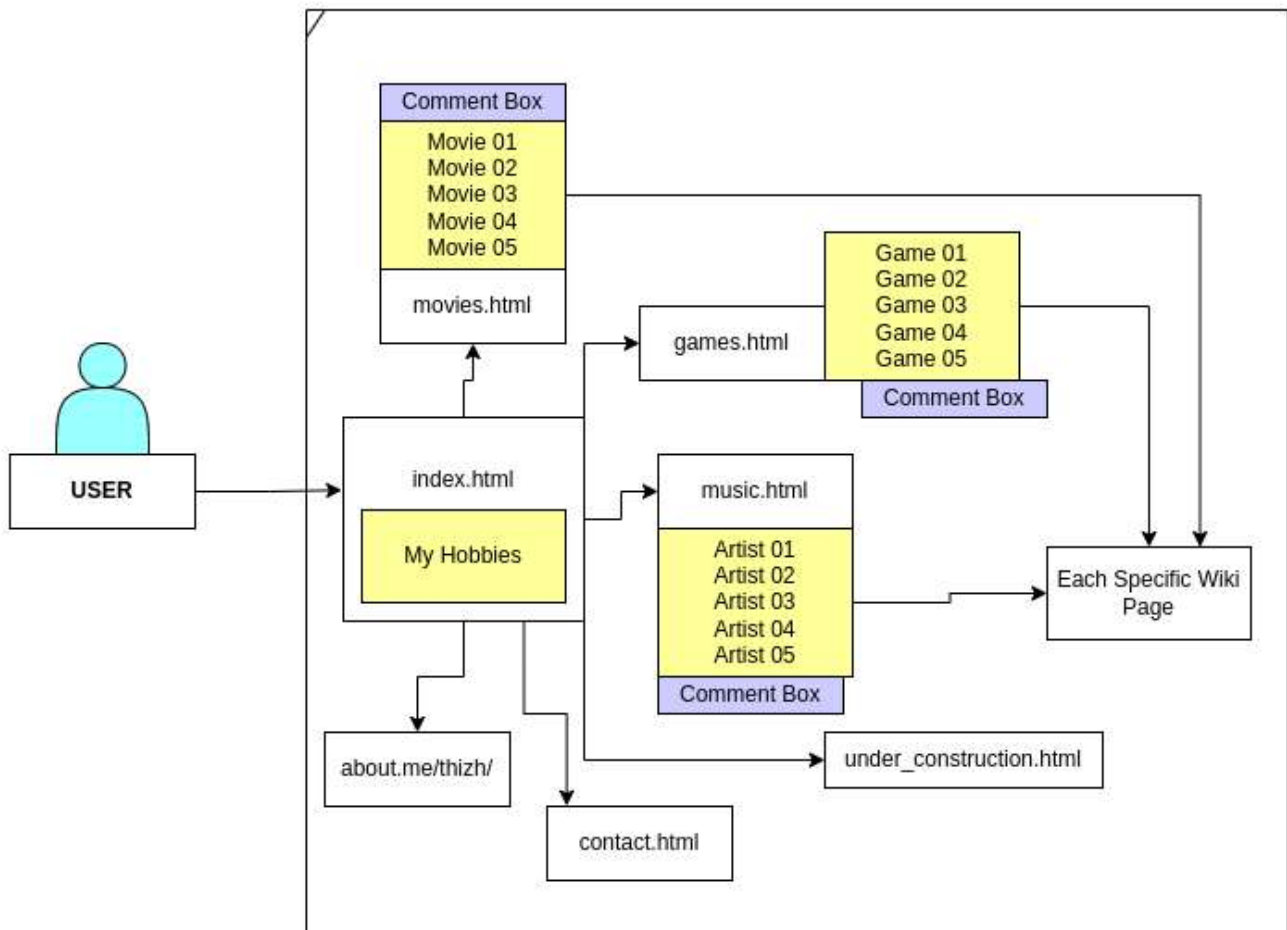 Comment Box
Movie 01
Movie 02
Movie 03
Movie 04
Movie 05
movies.html
games.html
Game 01
Game 02
Game 03
Game 04
Game 05
Comment Box
USER
index.html
My Hobbies
music.html
Artist 01
Artist 02
Artist 03
Artist 04
Artist 05
Comment Box
Each Specific Wiki
Page
about.me/thizh/
under_construction.html
contact.html